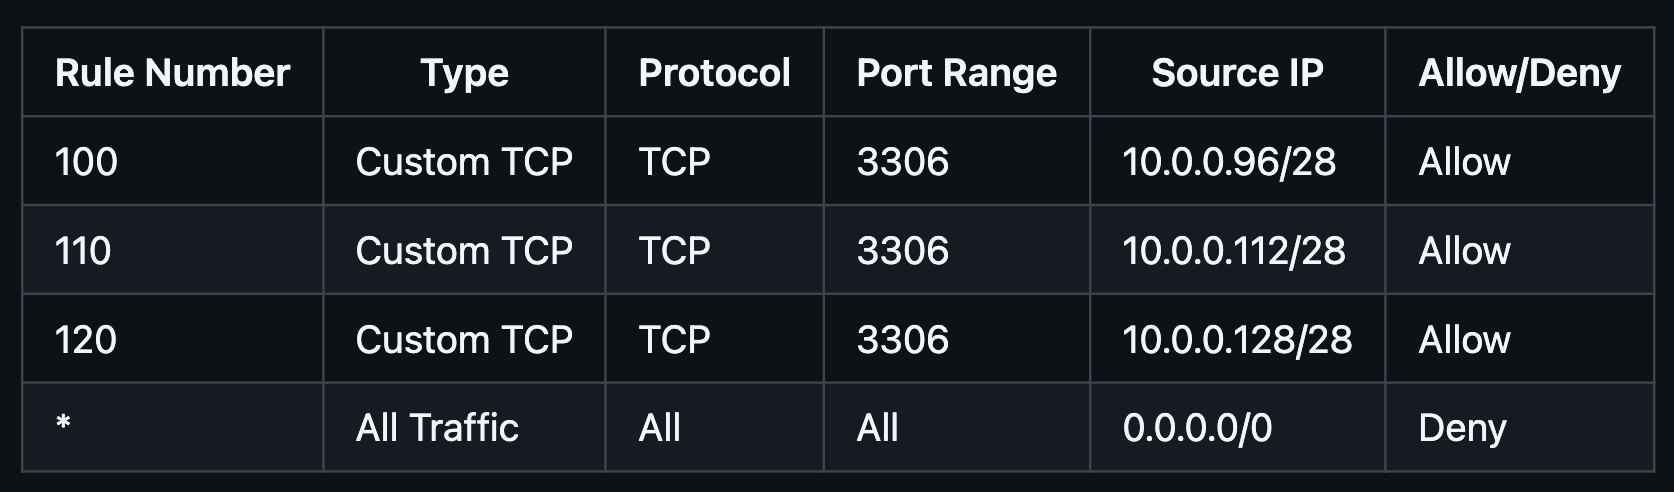 Rule Number Type Protocol Port Range Source IP Allow/Deny
100 Custom TCP TCP 3306 10.0.0.96/28 Allow
110 Custom TCP TCP 3306 10.0.0.112/28 Allow
120 Custom TCP TCP 3306 10.0.0.128/28 Allow
* All Traffic All All 0.0.0.0/0 Deny